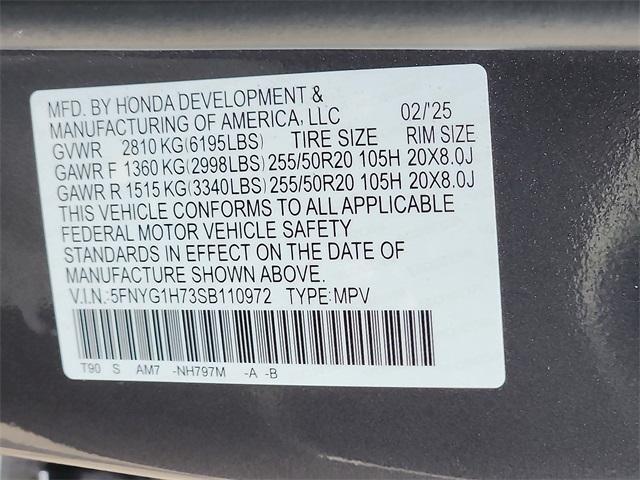 MFD. BY HONDA DEVELOPMENT &
MANUFACTURING OF AMERICA, LLC 02/'25
GVWR 2810 KG(6195LBS) TIRE SIZE RIM SIZE
GAWR F 1360 KG(2998LBS) 255/50R20 105H 20X8.0J
GAWR R 1515 KG(3340LBS) 255/50R20 105H 20X8.0J
THIS VEHICLE CONFORMS TO ALL APPLICABLE
FEDERAL MOTOR VEHICLE SAFETY
STANDARDS IN EFFECT ON THE DATE OF
MANUFACTURE SHOWN ABOVE.
V.I.N.:5FNYG1H73SB110972 TYPE:MPV
T90 S AM7 -NH797M -A -B